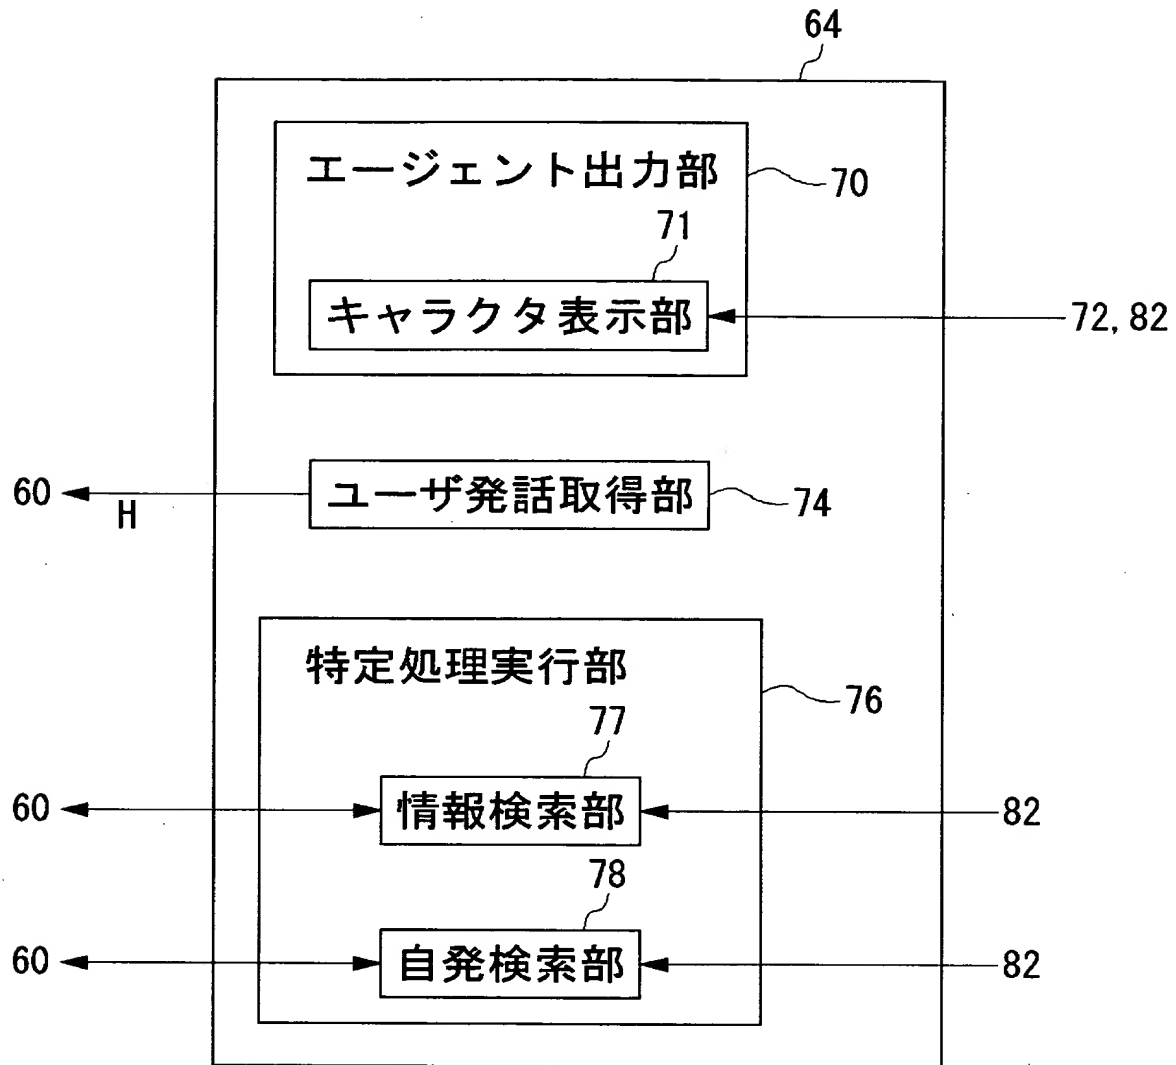 64
エージェント出力部
70
71
キャラクタ表示部
72, 82
60
H
ユーザ発話取得部
74
特定処理実行部
76
77
60
情報検索部
82
78
60
自発検索部
82